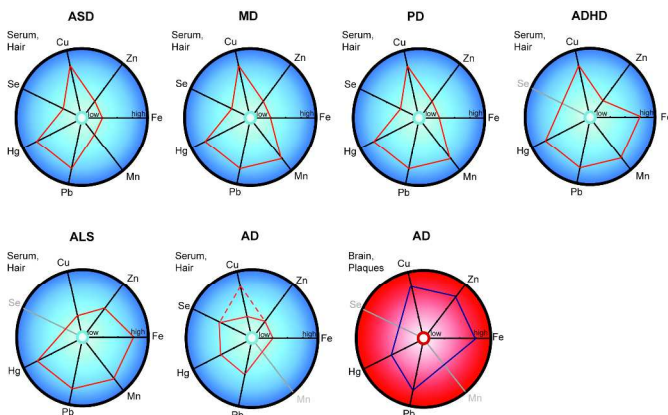 ASD
Serum,
Hair
Cu
Zn
Se
low
high
Fe
Hg
Mn
Pb
MD
Serum,
Hair
Cu
Zn
Se
low
high
Fe
Hg
Mn
Pb
PD
Serum,
Hair
Cu
Zn
Se
low
high
Fe
Hg
Mn
Pb
ADHD
Serum,
Hair
Cu
Zn
Se
low
high
Fe
Hg
Mn
Pb
ALS
Serum,
Hair
Cu
Zn
Se
low
high
Fe
Hg
Mn
Pb
AD
Serum,
Hair
Cu
Zn
Se
low
high
Fe
Hg
Mn
Pb
AD
Brain,
Plaques
Cu
Zn
Se
low
high
Fe
Hg
Mn
Pb